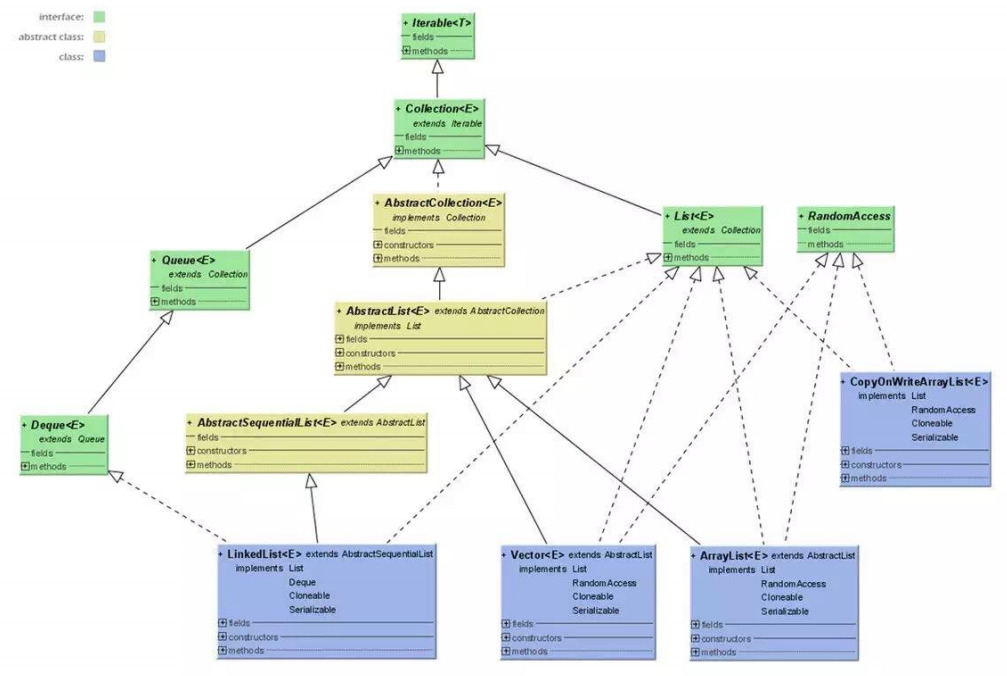 interface:
abstract class:
class:
+ Iterable<T>
fields
methods
+ Collection<E>
extends Iterable
fields
methods
+ AbstractCollection<E>
implements Collection
fields
constructors
methods
+ List<E>
extends Collection
fields
methods
+ RandomAccess
fields
methods
+ Queue<E>
extends Collection
fields
methods
+ AbstractList<E> extends AbstractCollection
implements List
fields
constructors
methods
+ CopyOnWriteArrayList<E>
implements List
RandomAccess
Cloneable
Serializable
fields
constructors
methods
+ Deque<E>
extends Queue
fields
methods
+ AbstractSequentialList<E> extends AbstractList
fields
constructors
methods
+ LinkedList<E> extends AbstractSequentialList
implements List
Deque
Cloneable
Serializable
fields
constructors
methods
+ Vector<E> extends AbstractList
implements List
RandomAccess
Cloneable
Serializable
fields
constructors
methods
+ ArrayList<E> extends AbstractList
implements List
RandomAccess
Cloneable
Serializable
fields
constructors
methods